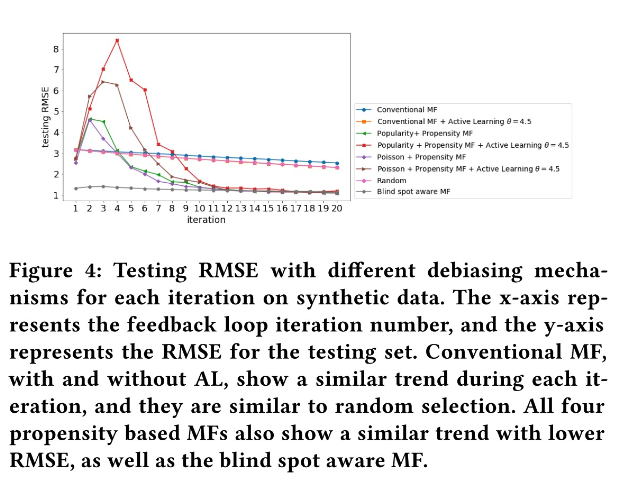 8
7
6
5
4
3
2
1
testing RMSE
1 2 3 4 5 6 7 8 9 10 11 12 13 14 15 16 17 18 19 20
iteration
Conventional MF
Conventional MF + Active Learning θ = 4.5
Popularity+ Propensity MF
Popularity + Propensity MF + Active Learning θ = 4.5
Poisson + Propensity MF
Poisson + Propensity MF + Active Learning θ = 4.5
Random
Blind spot aware MF
Figure 4: Testing RMSE with different debiasing mecha-
nisms for each iteration on synthetic data. The x-axis rep-
resents the feedback loop iteration number, and the y-axis
represents the RMSE for the testing set. Conventional MF,
with and without AL, show a similar trend during each it-
eration, and they are similar to random selection. All four
propensity based MFs also show a similar trend with lower
RMSE, as well as the blind spot aware MF.